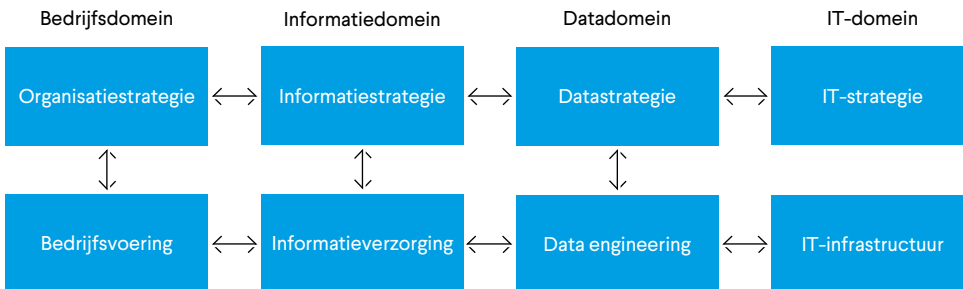 Bedrijfsdomein
Informatiedomein
Datadomein
IT-domein
Organisatiestrategie
Informatiestrategie
Datastrategie
IT-strategie
Bedrijfsvoering
Informatieverzorging
Data engineering
IT-infrastructuur